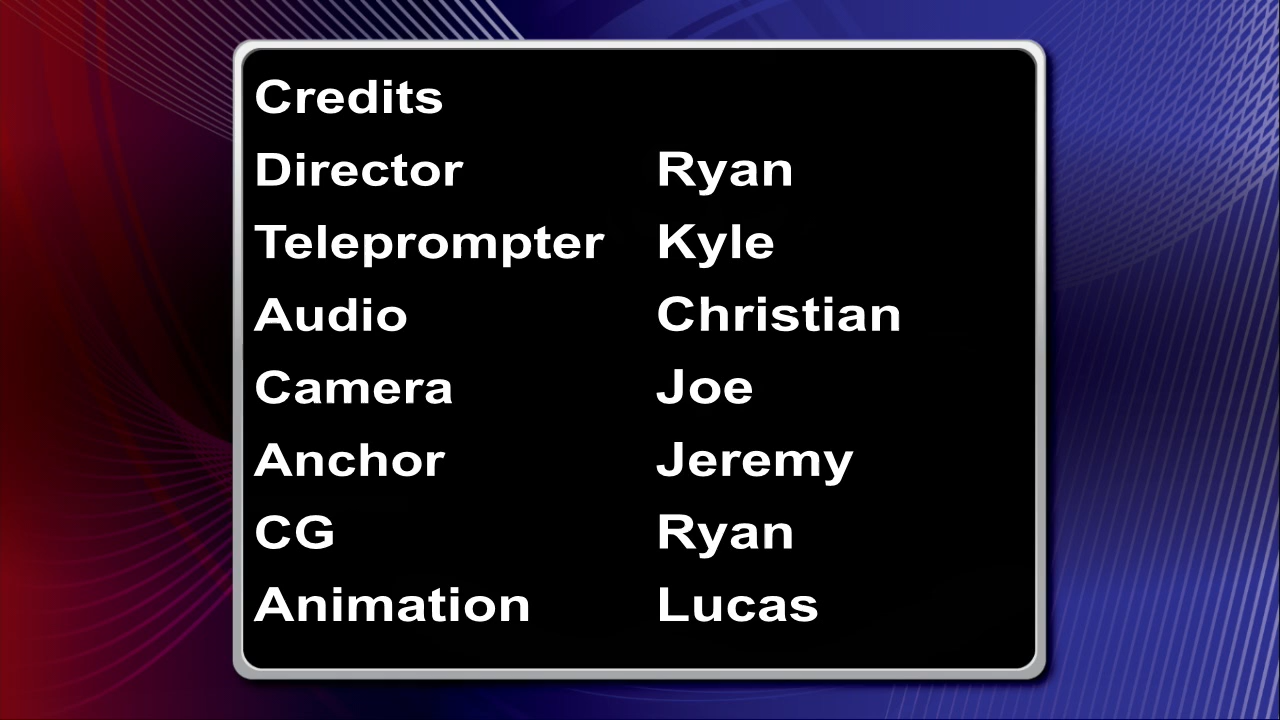 Credits
Director Ryan
Teleprompter Kyle
Audio Christian
Camera Joe
Anchor Jeremy
CG Ryan
Animation Lucas